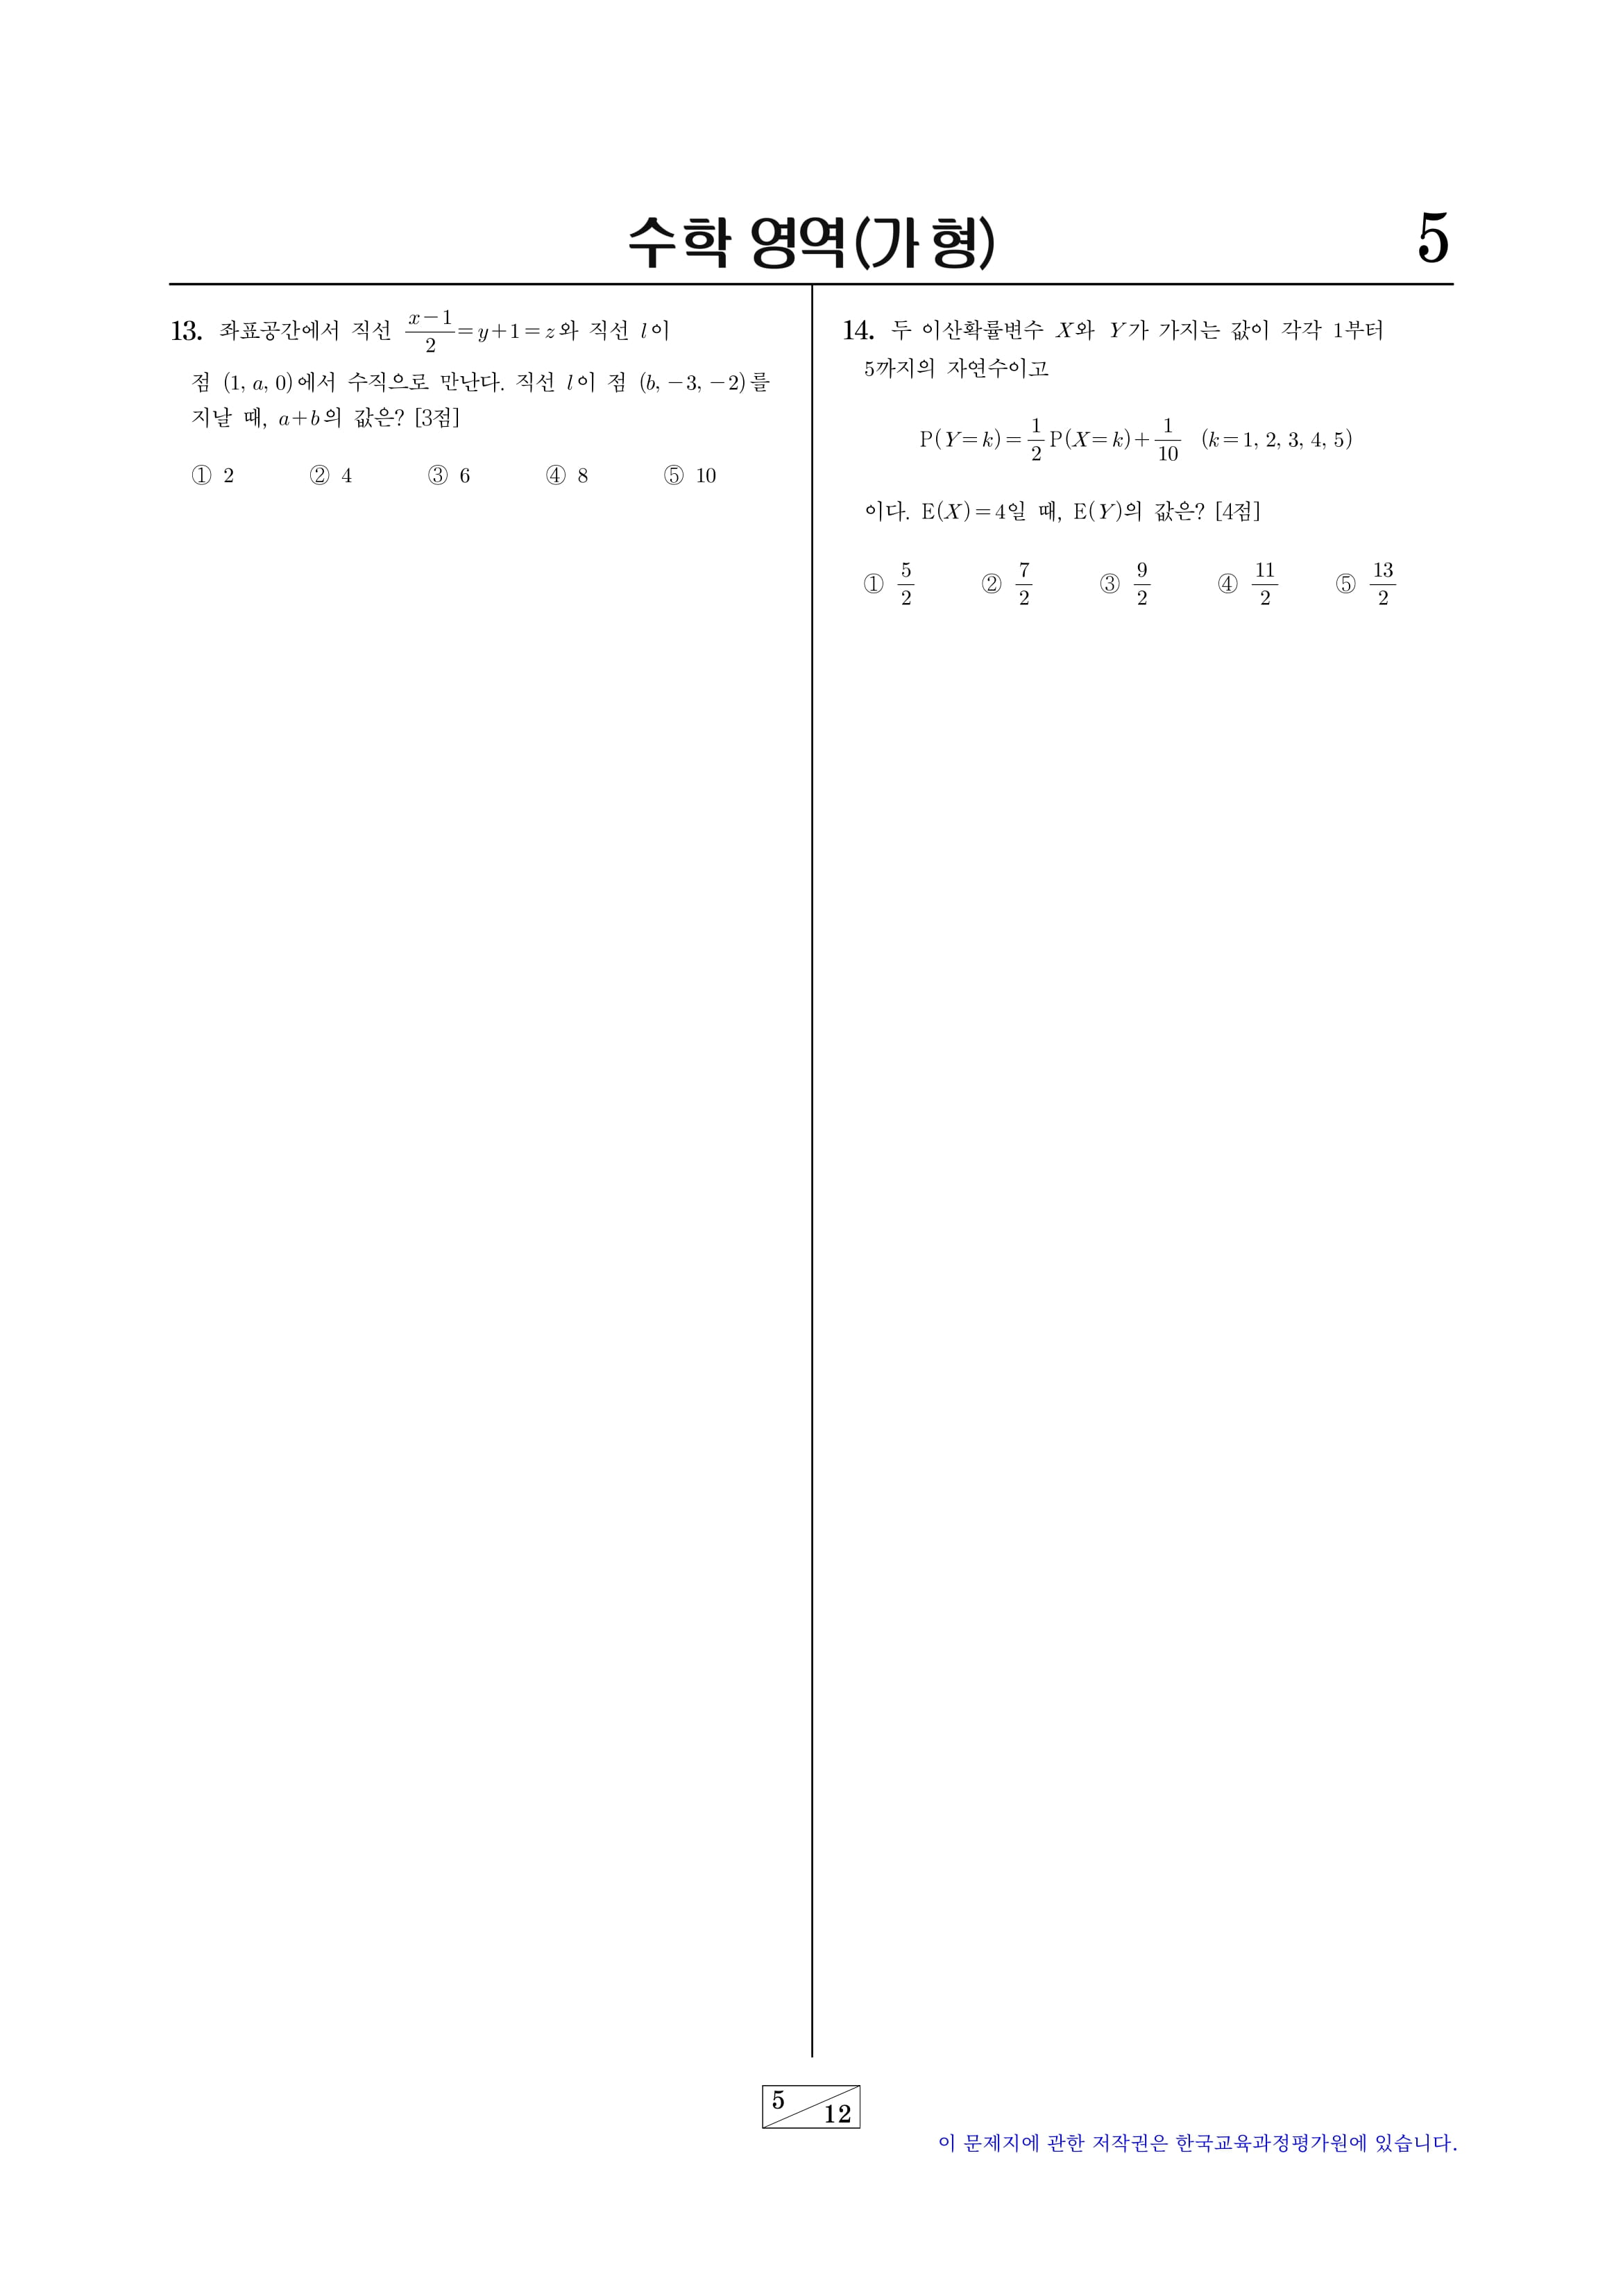 수학 영역(가 형)
5
13. 좌표공간에서 직선 \frac{x-1}{2}=y+1=z와 직선 l이
점 (1, a, 0)에서 수직으로 만난다. 직선 l이 점 (b, -3, -2)를
지날 때, a+b의 값은? [3점]
① 2 ② 4 ③ 6 ④ 8 ⑤ 10
14. 두 이산확률변수 X와 Y가 가지는 값이 각각 1부터
5까지의 자연수이고
P(Y=k)=\frac{1}{2}P(X=k)+\frac{1}{10} (k=1, 2, 3, 4, 5)
이다. E(X)=4일 때, E(Y)의 값은? [4점]
① \frac{5}{2} ② \frac{7}{2} ③ \frac{9}{2} ④ \frac{11}{2} ⑤ \frac{13}{2}
5
12
이 문제지에 관한 저작권은 한국교육과정평가원에 있습니다.